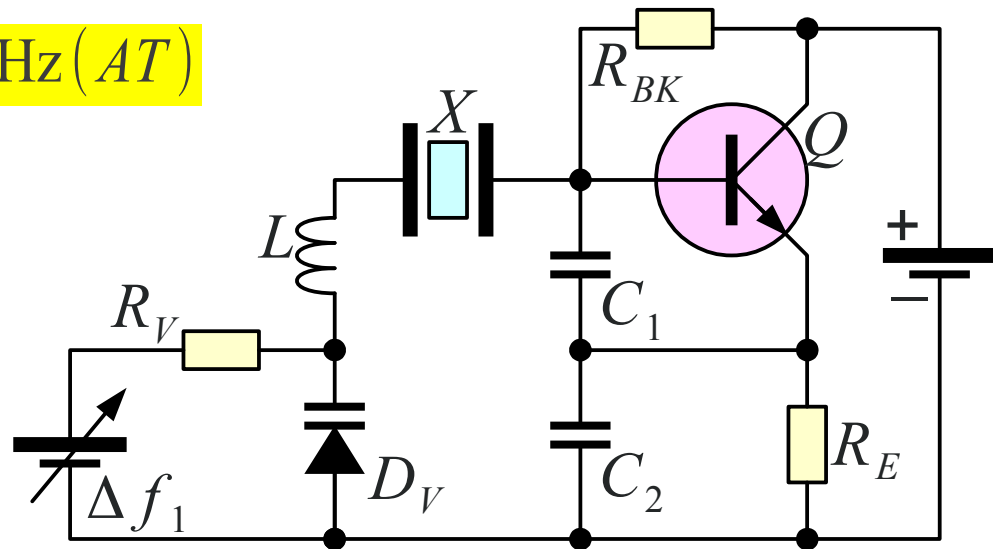 Hz(AT)
R_BK
X
Q
L
+
−
R_V
C_1
D_V
C_2
R_E
Δf_1